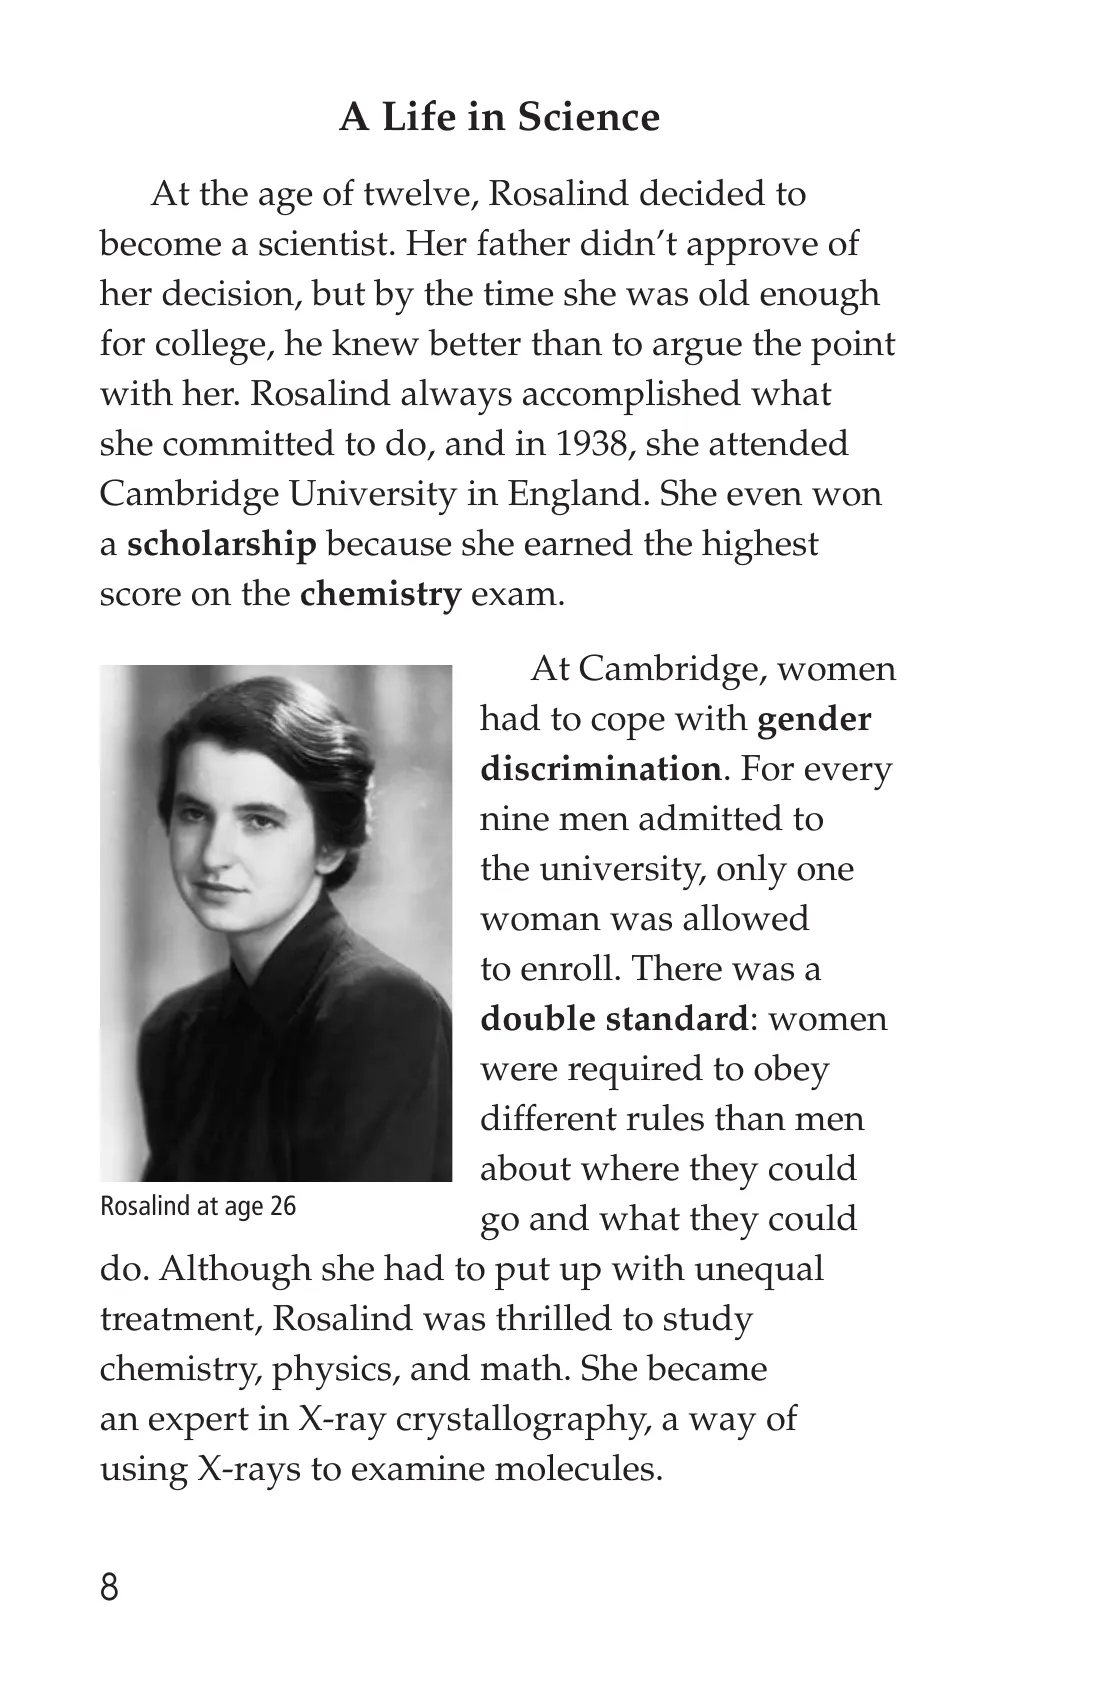 A Life in Science
At the age of twelve, Rosalind decided to
become a scientist. Her father didn’t approve of
her decision, but by the time she was old enough
for college, he knew better than to argue the point
with her. Rosalind always accomplished what
she committed to do, and in 1938, she attended
Cambridge University in England. She even won
a scholarship because she earned the highest
score on the chemistry exam.
At Cambridge, women
had to cope with gender
discrimination. For every
nine men admitted to
the university, only one
woman was allowed
to enroll. There was a
double standard: women
were required to obey
different rules than men
about where they could
go and what they could
do. Although she had to put up with unequal
treatment, Rosalind was thrilled to study
chemistry, physics, and math. She became
an expert in X-ray crystallography, a way of
using X-rays to examine molecules.
Rosalind at age 26
8